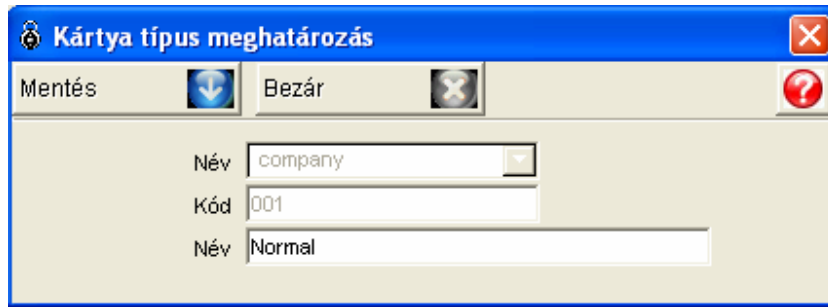 Kártya típus meghatározás
Mentés Bezár
Név company
Kód 001
Név Normal